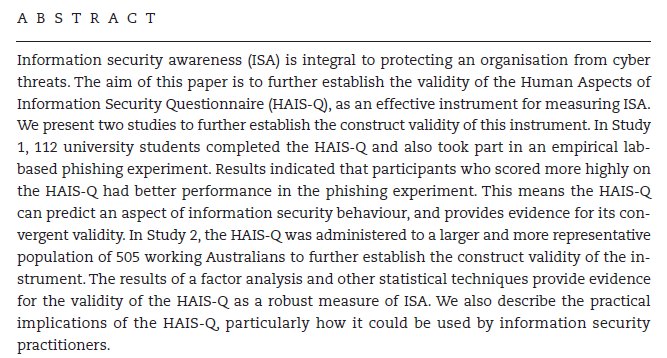 A B S T R A C T
Information security awareness (ISA) is integral to protecting an organisation from cyber
threats. The aim of this paper is to further establish the validity of the Human Aspects of
Information Security Questionnaire (HAIS-Q), as an effective instrument for measuring ISA.
We present two studies to further establish the construct validity of this instrument. In Study
1, 112 university students completed the HAIS-Q and also took part in an empirical lab-
based phishing experiment. Results indicated that participants who scored more highly on
the HAIS-Q had better performance in the phishing experiment. This means the HAIS-Q
can predict an aspect of information security behaviour, and provides evidence for its con-
vergent validity. In Study 2, the HAIS-Q was administered to a larger and more representative
population of 505 working Australians to further establish the construct validity of the in-
strument. The results of a factor analysis and other statistical techniques provide evidence
for the validity of the HAIS-Q as a robust measure of ISA. We also describe the practical
implications of the HAIS-Q, particularly how it could be used by information security
practitioners.